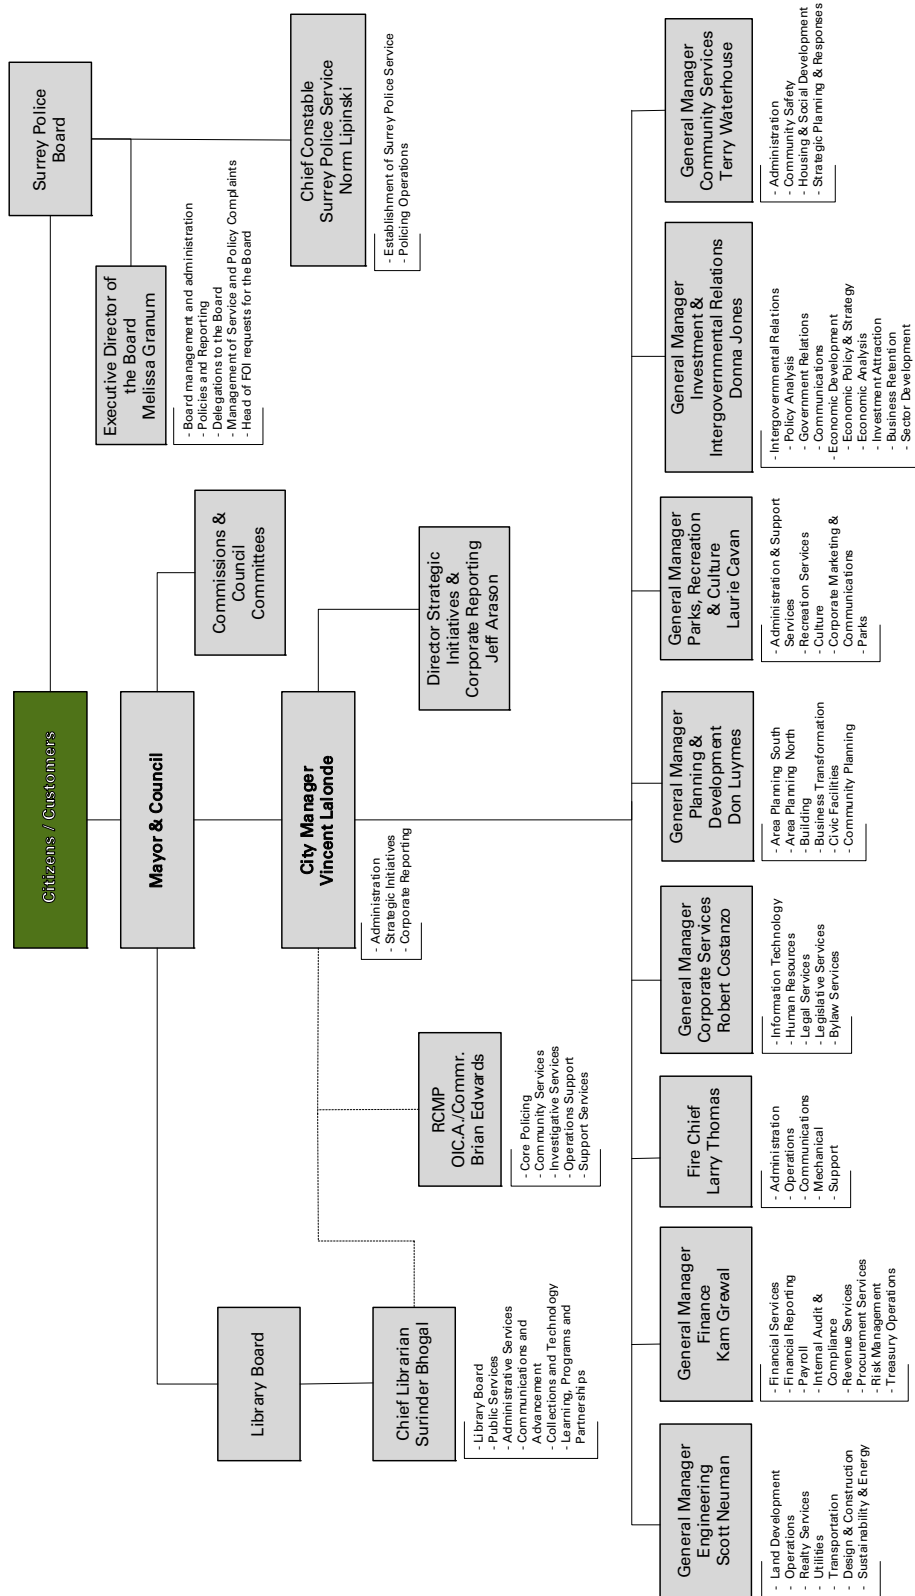 Citizens / Customers
Surrey Police
Board
Mayor & Council
Executive Director of
the Board
Melissa Granum
- Board management and administration
- Policies and Reporting
- Delegations to the Board
- Management of Service and Policy Complaints
- Head of FOI requests for the Board
Commissions &
Council
Committees
Library Board
City Manager
Vincent Lalonde
- Administration
- Strategic Initiatives
- Corporate Reporting
Chief Constable
Surrey Police Service
Norm Lipinski
- Establishment of Surrey Police Service
- Policing Operations
Chief Librarian
Surinder Bhogal
- Library Board
- Public Services
- Administrative Services
- Communications and
Advancement
- Collections and Technology
- Learning, Programs and
Partnerships
RCMP
OIC.A./Commr.
Brian Edwards
- Core Policing
- Community Services
- Investigative Services
- Operations Support
- Support Services
Director Strategic
Initiatives &
Corporate Reporting
Jeff Arason
General Manager
Engineering
Scott Neuman
- Land Development
- Operations
- Realty Services
- Utilities
- Transportation
- Design & Construction
- Sustainability & Energy
General Manager
Finance
Kam Grewal
- Financial Services
- Financial Reporting
- Payroll
- Internal Audit &
Compliance
- Revenue Services
- Procurement Services
- Risk Management
- Treasury Operations
Fire Chief
Larry Thomas
- Administration
- Operations
- Communications
- Mechanical
- Support
General Manager
Corporate Services
Robert Costanzo
- Information Technology
- Human Resources
- Legal Services
- Legislative Services
- Bylaw Services
General Manager
Planning &
Development
Don Luymes
- Area Planning South
- Area Planning North
- Building
- Business Transformation
- Civic Facilities
- Community Planning
General Manager
Parks, Recreation
& Culture
Laurie Cavan
- Administration & Support
Services
- Recreation Services
- Culture
- Corporate Marketing &
Communications
- Parks
General Manager
Investment &
Intergovernmental Relations
Donna Jones
- Intergovernmental Relations
- Policy Analysis
- Government Relations
- Communications
- Economic Development
- Economic Policy & Strategy
- Economic Analysis
- Investment Attraction
- Business Retention
- Sector Development
General Manager
Community Services
Terry Waterhouse
- Administration
- Community Safety
- Housing & Social Development
- Strategic Planning & Responses